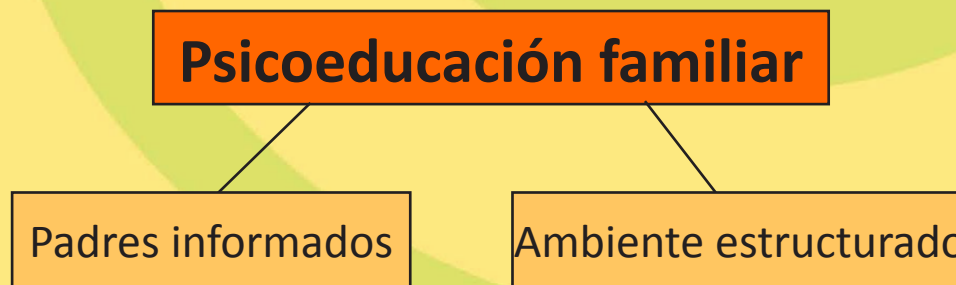 Psicoeducación familiar
Padres informados
Ambiente estructurado